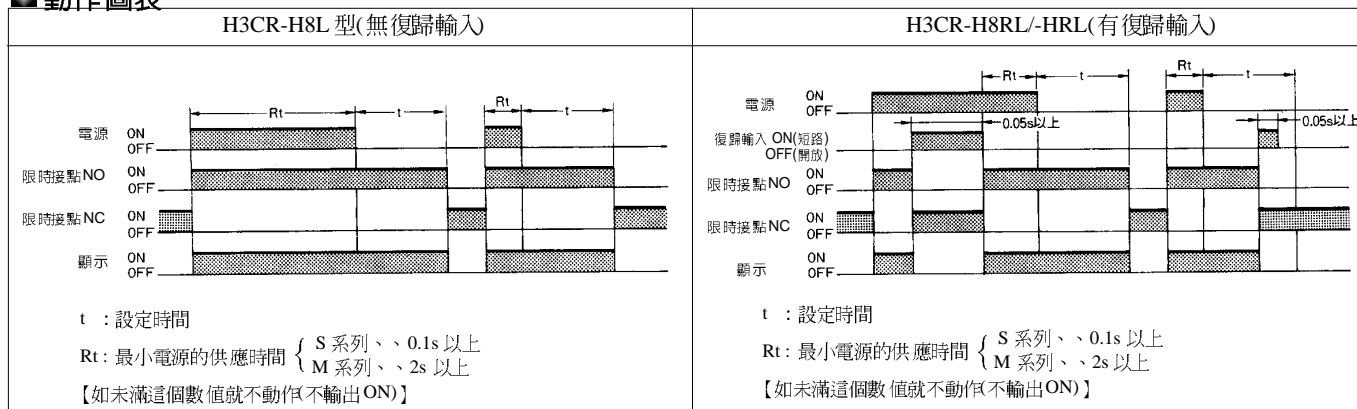 動作圖表
H3CR-H8L 型(無復歸輸入)
Rt
t
Rt
t
電源 ON
OFF
限時接點NO ON
OFF
限時接點NC ON
OFF
顯示 ON
OFF
t :設定時間
Rt:最小電源的供應時間 { S 系列、、0.1s 以上
M 系列、、2s 以上
【如未滿這個數值就不動作(不輸出ON)】
H3CR-H8RL/-HRL(有復歸輸入)
Rt
t
Rt
t
電源 ON
OFF
0.05s以上
0.05s以上
復歸輸入 ON(短路)
OFF(開放)
限時接點NO ON
OFF
限時接點NC ON
OFF
顯示 ON
OFF
t :設定時間
Rt:最小電源的供應時間 { S 系列、、0.1s 以上
M 系列、、2s 以上
【如未滿這個數值就不動作(不輸出ON)】